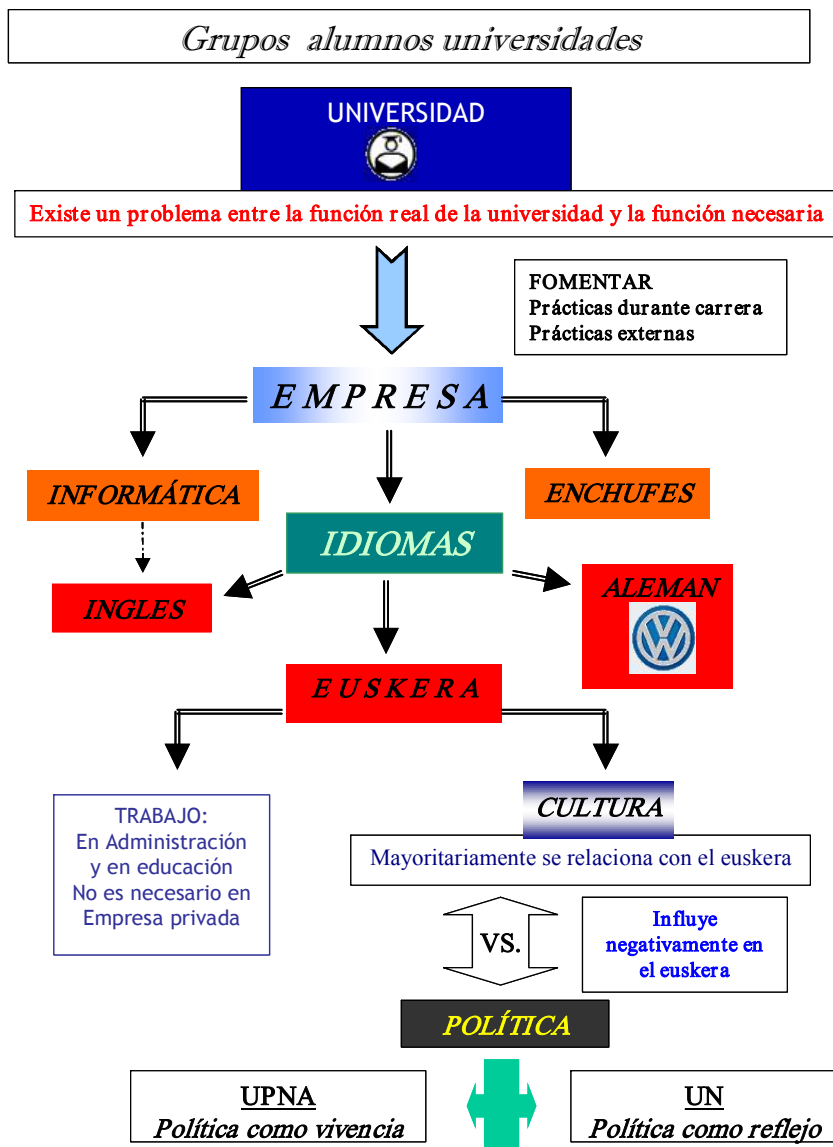 Grupos alumnos universidades
UNIVERSIDAD
Existe un problema entre la función real de la universidad y la función necesaria
FOMENTAR
Prácticas durante carrera
Prácticas externas
EMPRESA
INFORMÁTICA
ENCHUFES
IDIOMAS
INGLES
ALEMAN
EUSKERA
TRABAJO:
En Administración
y en educación
No es necesario en
Empresa privada
CULTURA
Mayoritariamente se relaciona con el euskera
VS.
Influye
negativamente en
el euskera
POLÍTICA
UPNA
Política como vivencia
UN
Política como reflejo